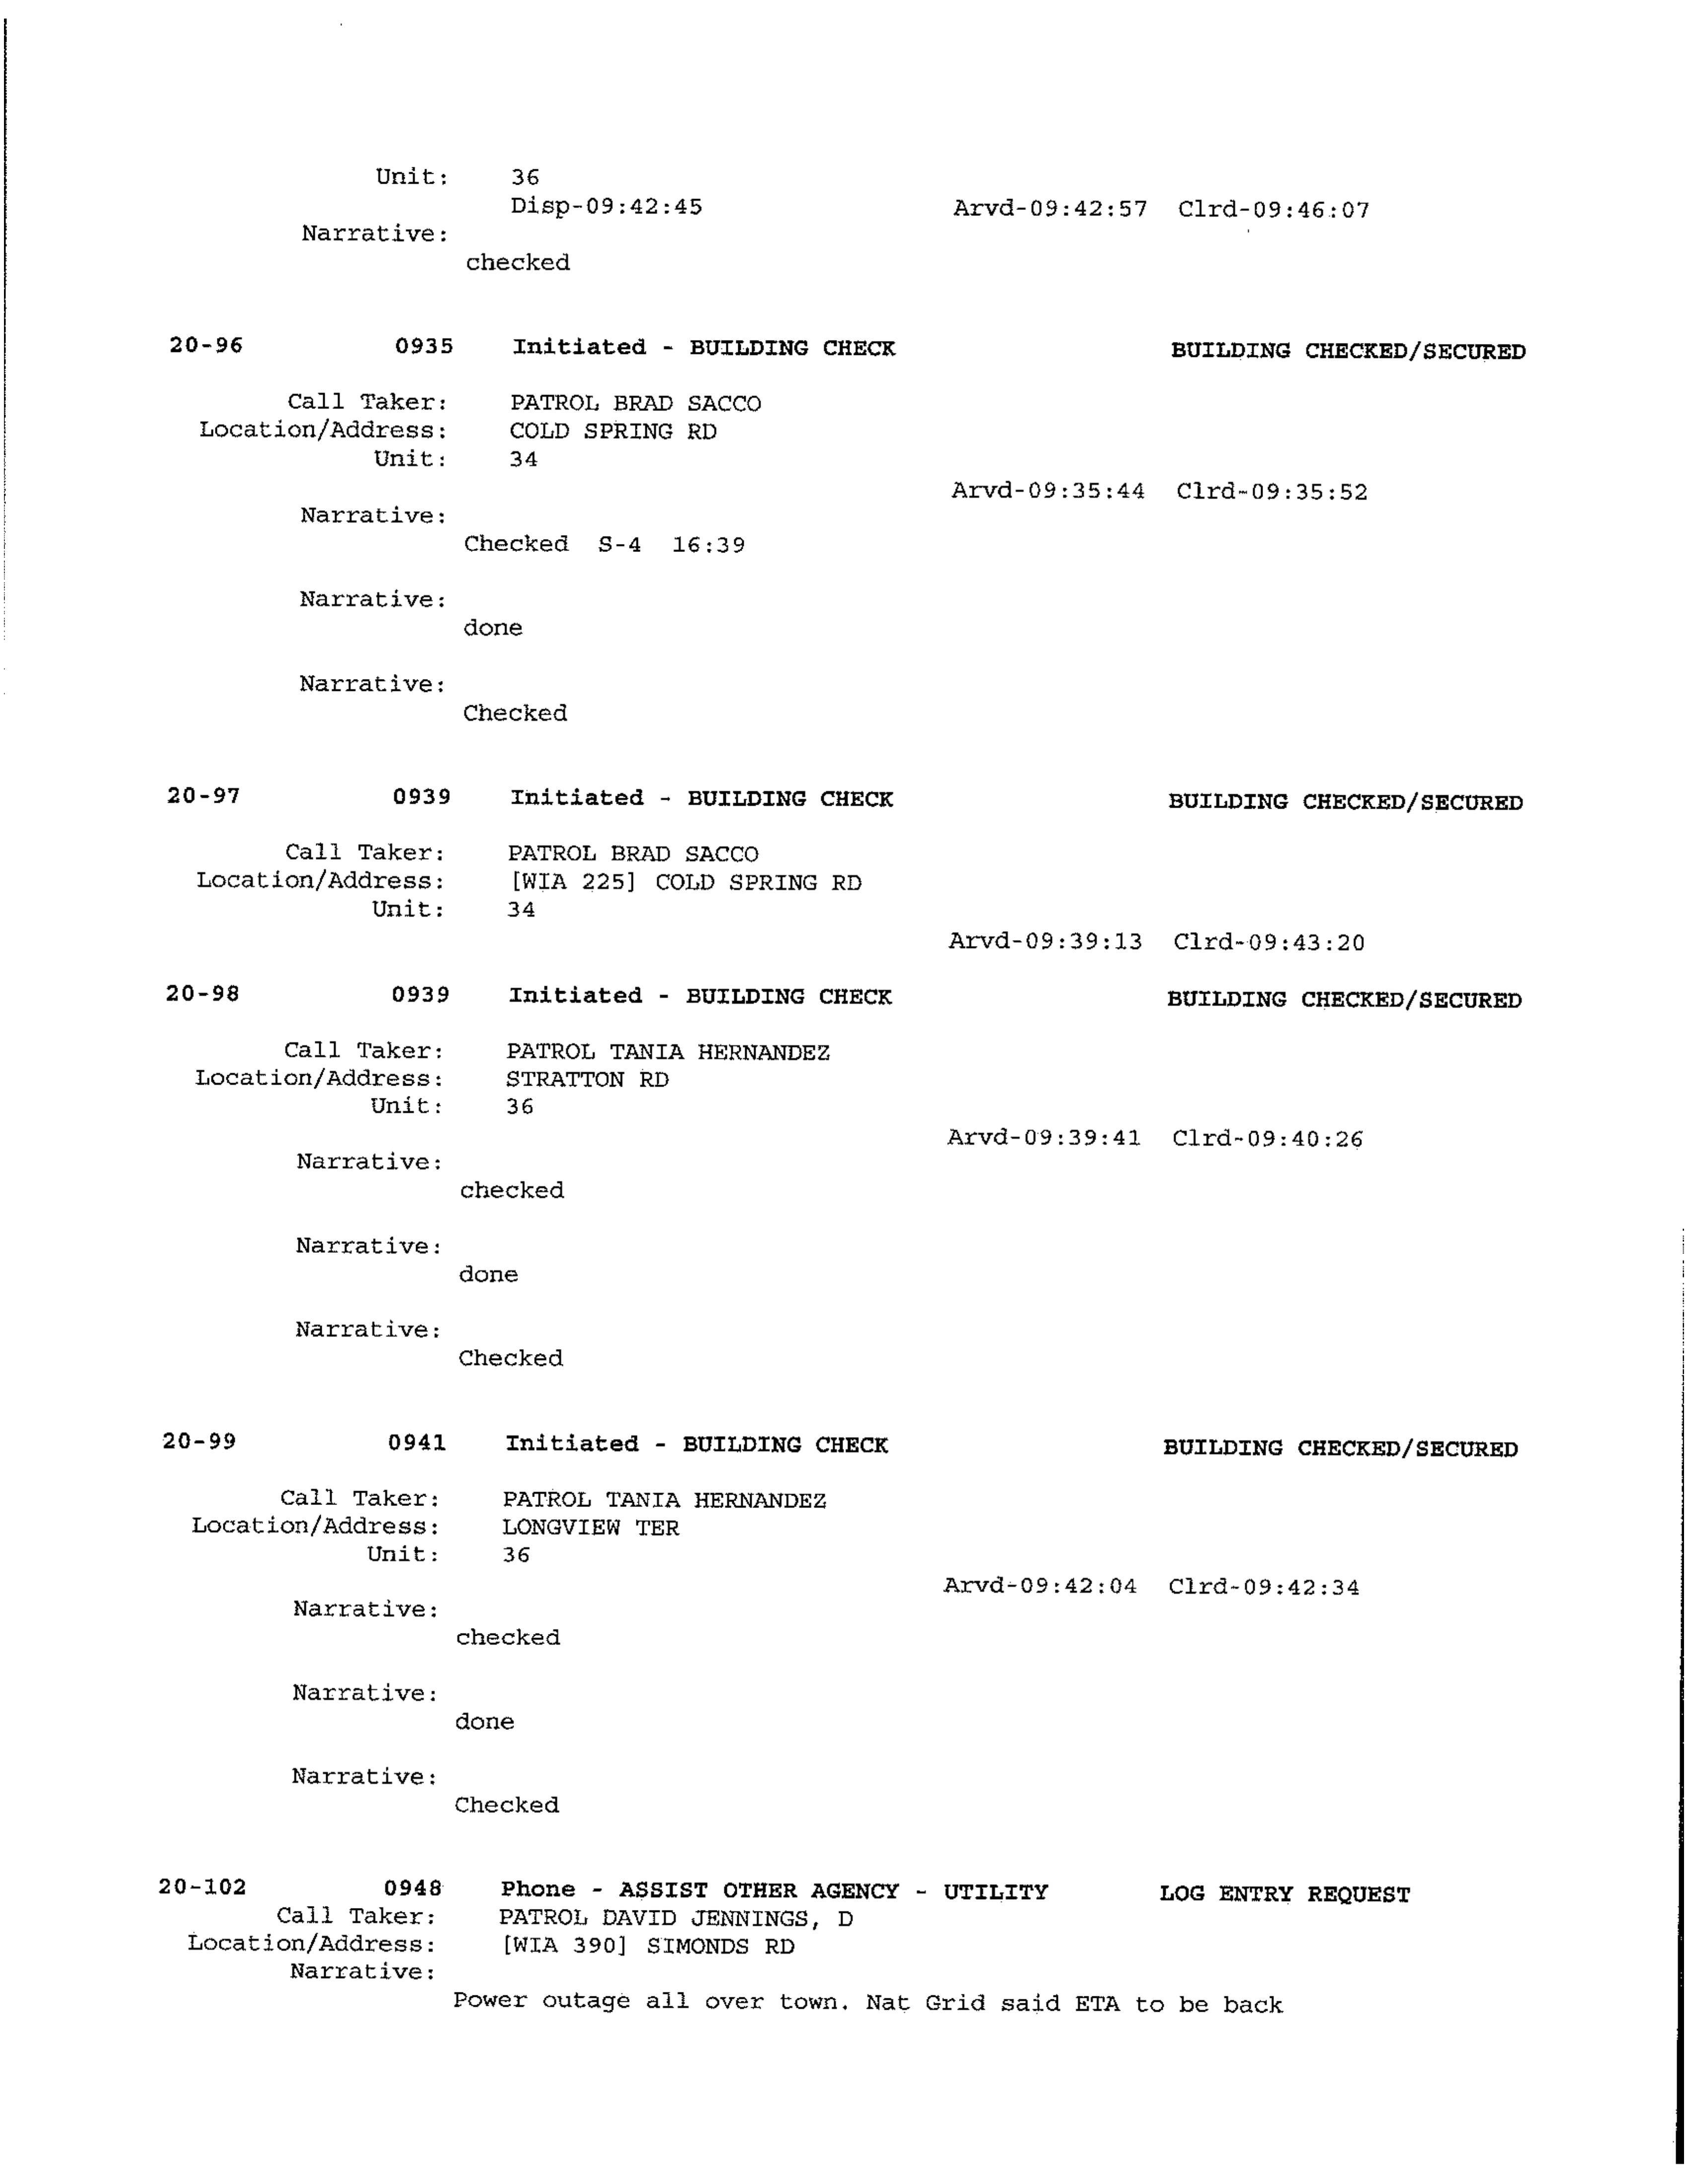 Unit: 36
Disp-09:42:45 Arvd-09:42:57 Clrd-09:46:07
Narrative:
checked
20-96 0935 Initiated - BUILDING CHECK BUILDING CHECKED/SECURED
Call Taker: PATROL BRAD SACCO
Location/Address: COLD SPRING RD
Unit: 34
Arvd-09:35:44 Clrd-09:35:52
Narrative:
Checked S-4 16:39
Narrative:
done
Narrative:
Checked
20-97 0939 Initiated - BUILDING CHECK BUILDING CHECKED/SECURED
Call Taker: PATROL BRAD SACCO
Location/Address: [WIA 225] COLD SPRING RD
Unit: 34
Arvd-09:39:13 Clrd-09:43:20
20-98 0939 Initiated - BUILDING CHECK BUILDING CHECKED/SECURED
Call Taker: PATROL TANIA HERNANDEZ
Location/Address: STRATTON RD
Unit: 36
Arvd-09:39:41 Clrd-09:40:26
Narrative:
checked
Narrative:
done
Narrative:
Checked
20-99 0941 Initiated - BUILDING CHECK BUILDING CHECKED/SECURED
Call Taker: PATROL TANIA HERNANDEZ
Location/Address: LONGVIEW TER
Unit: 36
Arvd-09:42:04 Clrd-09:42:34
Narrative:
checked
Narrative:
done
Narrative:
Checked
20-102 0948 Phone - ASSIST OTHER AGENCY - UTILITY LOG ENTRY REQUEST
Call Taker: PATROL DAVID JENNINGS, D
Location/Address: [WIA 390] SIMONDS RD
Narrative:
Power outage all over town. Nat Grid said ETA to be back